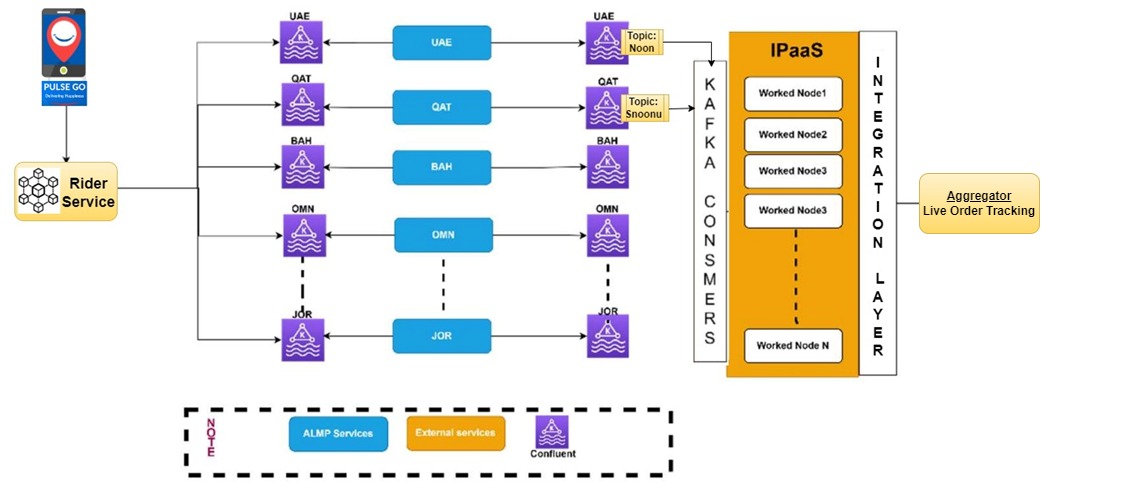 PULSE GO
Delivering Happiness
Rider
Service
UAE
UAE
UAE
Topic:
Noon
QAT
QAT
QAT
Topic:
Snoonu
BAH
BAH
BAH
OMN
OMN
OMN
JOR
JOR
JOR
KAFKA CONSMERS
IPaaS
Worked Node1
Worked Node2
Worked Node3
Worked Node3
Worked Node N
INTEGRATION LAYER
Aggregator
Live Order Tracking
NOTE
ALMP Services
External services
K
Confluent